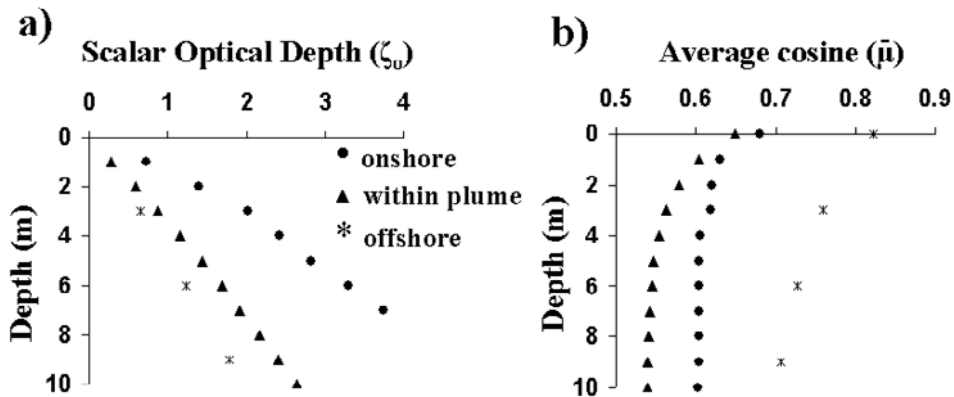 a)
Scalar Optical Depth (ζ₀)
0 1 2 3 4
0
2
4
6
8
10
Depth (m)
onshore
within plume
offshore
b)
Average cosine (μ̄)
0.5 0.6 0.7 0.8 0.9
0
2
4
6
8
10
Depth (m)